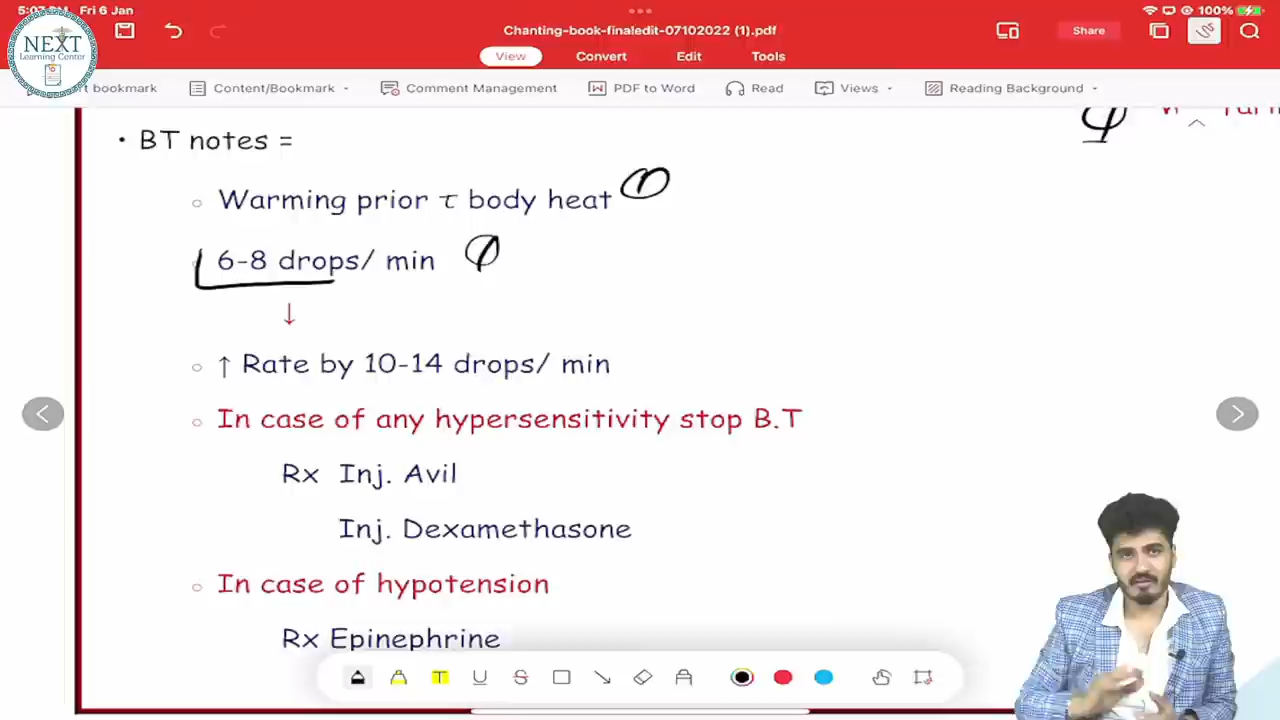 5:07 PM Fri 6 Jan
100%
NEXT
Learning Center
Chanting-book-finaledit-07102022 (1).pdf
Share
View
Convert
Edit
Tools
bookmark
Content/Bookmark
Comment Management
PDF to Word
Read
Views
Reading Background
• BT notes =
○ Warming prior τ body heat
○ 6-8 drops/ min
↓
○ ↑ Rate by 10-14 drops/ min
○ In case of any hypersensitivity stop B.T
Rx Inj. Avil
Inj. Dexamethasone
○ In case of hypotension
Rx Epinephrine